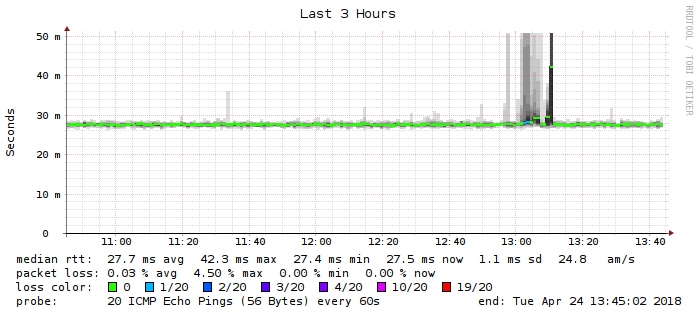 Last 3 Hours
RRDTOOL / TOBI OETIKER
Seconds
50 m
40 m
30 m
20 m
10 m
0
11:00 11:20 11:40 12:00 12:20 12:40 13:00 13:20 13:40
median rtt: 27.7 ms avg 42.3 ms max 27.4 ms min 27.5 ms now 1.1 ms sd 24.8 am/s
packet loss: 0.03 % avg 4.50 % max 0.00 % min 0.00 % now
loss color: 0 1/20 2/20 3/20 4/20 10/20 19/20
probe: 20 ICMP Echo Pings (56 Bytes) every 60s end: Tue Apr 24 13:45:02 2018